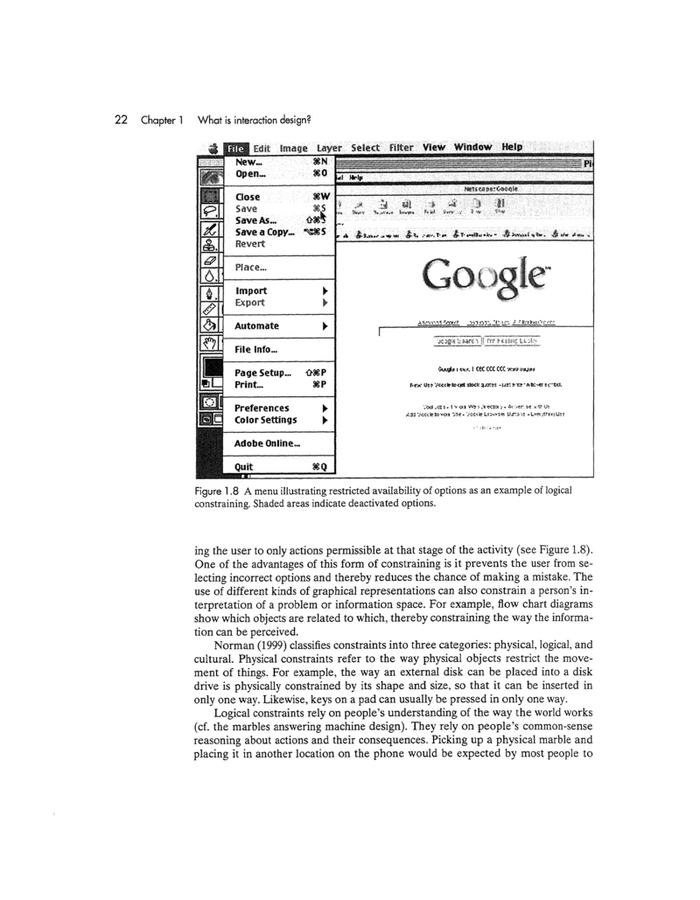 22 Chapter 1 What is interaction design?
File Edit Image Layer Select Filter View Window Help
New... ⌘N
Open... ⌘O
Close ⌘W
Save ⌘S
Save As... ⇧⌘S
Save a Copy... ⌥⌘S
Revert
Place...
Import
Export
Automate
File Info...
Page Setup... ⇧⌘P
Print... ⌘P
Preferences
Color Settings
Adobe Online...
Quit ⌘Q
Help
Netscape: Google
Google™
Figure 1.8 A menu illustrating restricted availability of options as an example of logical
constraining. Shaded areas indicate deactivated options.
ing the user to only actions permissible at that stage of the activity (see Figure 1.8).
One of the advantages of this form of constraining is it prevents the user from se-
lecting incorrect options and thereby reduces the chance of making a mistake. The
use of different kinds of graphical representations can also constrain a person's in-
terpretation of a problem or information space. For example, flow chart diagrams
show which objects are related to which, thereby constraining the way the informa-
tion can be perceived.
Norman (1999) classifies constraints into three categories: physical, logical, and
cultural. Physical constraints refer to the way physical objects restrict the move-
ment of things. For example, the way an external disk can be placed into a disk
drive is physically constrained by its shape and size, so that it can be inserted in
only one way. Likewise, keys on a pad can usually be pressed in only one way.
Logical constraints rely on people's understanding of the way the world works
(cf. the marbles answering machine design). They rely on people's common-sense
reasoning about actions and their consequences. Picking up a physical marble and
placing it in another location on the phone would be expected by most people to